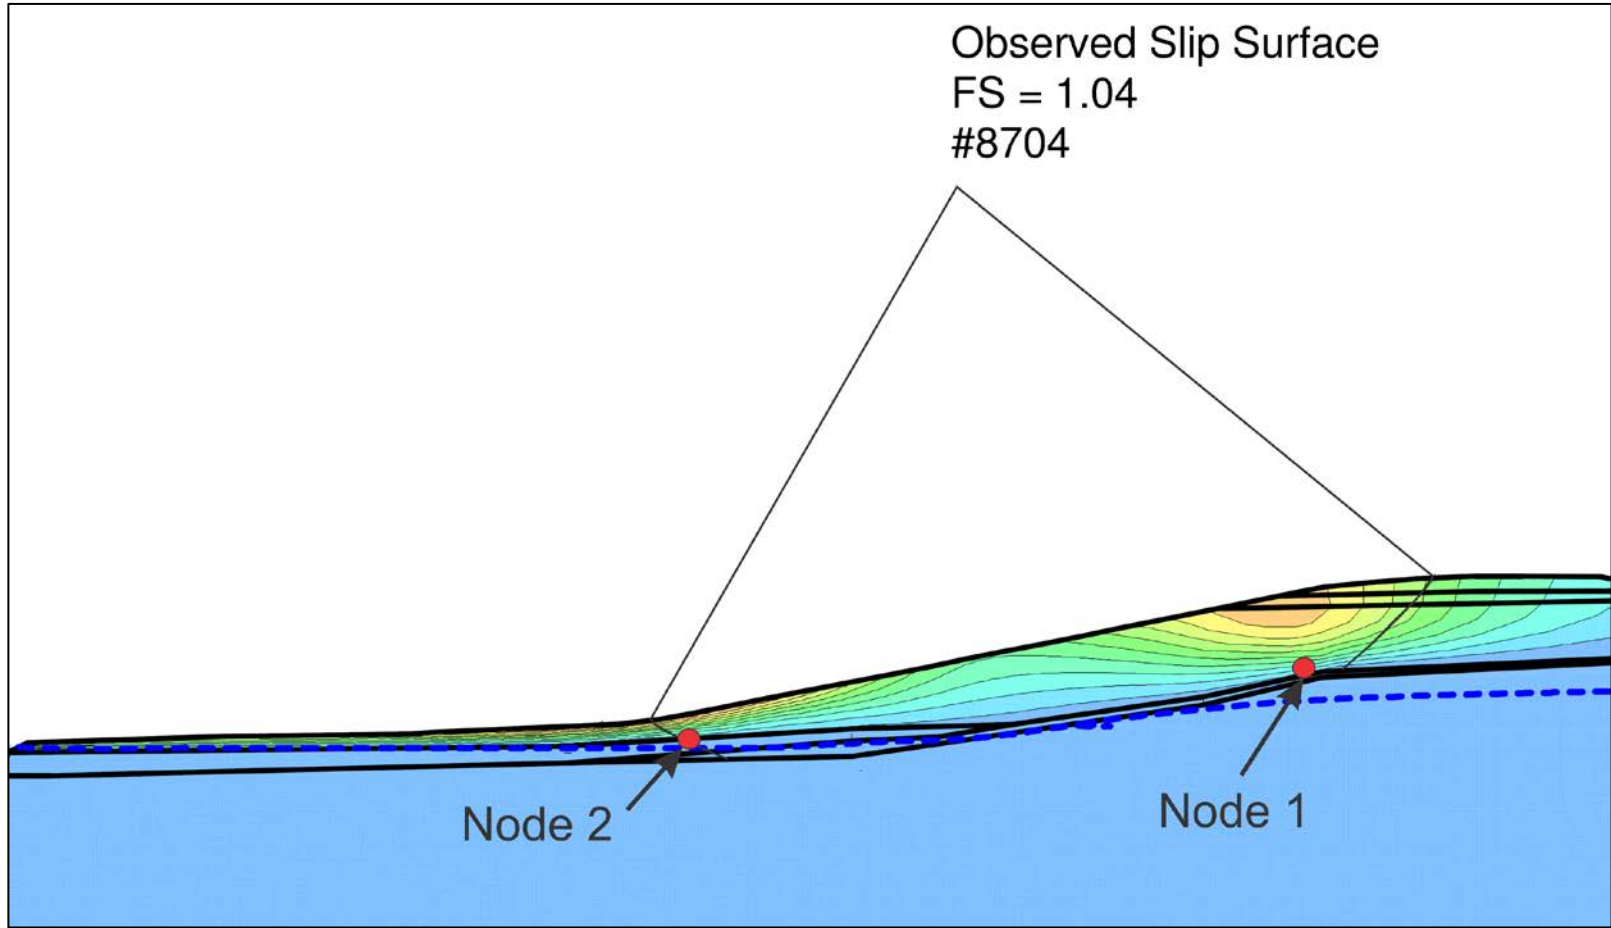 Observed Slip Surface
FS = 1.04
#8704
Node 2
Node 1